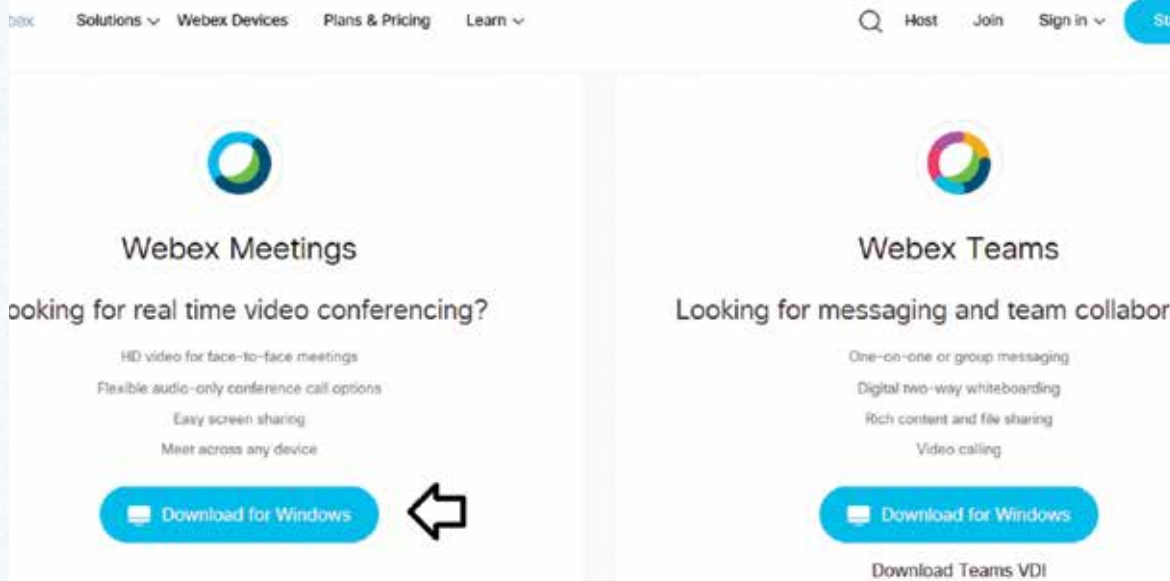 bex Solutions Webex Devices Plans & Pricing Learn Host Join Sign in St
Webex Meetings
ooking for real time video conferencing?
HD video for face-to-face meetings
Flexible audio-only conference call options
Easy screen sharing
Meet across any device
Download for Windows
Webex Teams
Looking for messaging and team collabor
One-on-one or group messaging
Digital two-way whiteboarding
Rich content and file sharing
Video calling
Download for Windows
Download Teams VDI